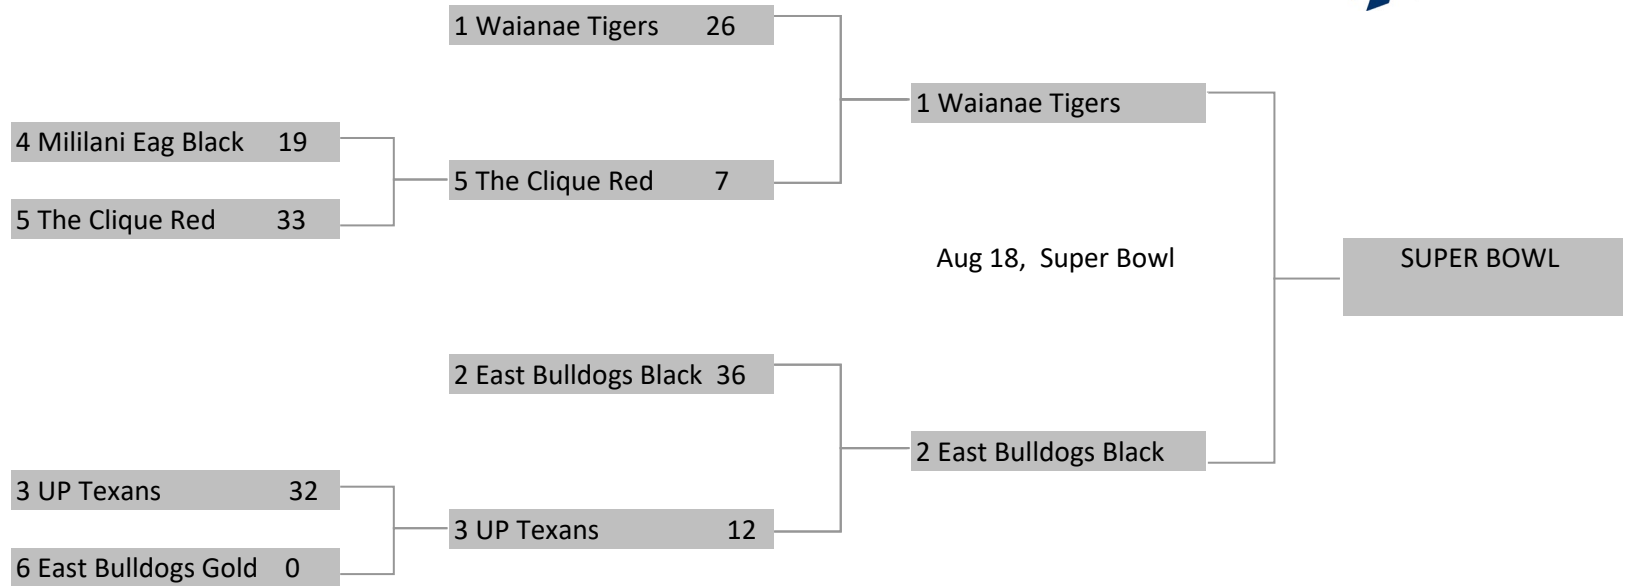 1 Waianae Tigers 26
1 Waianae Tigers
4 Mililani Eag Black 19
5 The Clique Red 7
5 The Clique Red 33
Aug 18, Super Bowl
SUPER BOWL
2 East Bulldogs Black 36
2 East Bulldogs Black
3 UP Texans 32
3 UP Texans 12
6 East Bulldogs Gold 0